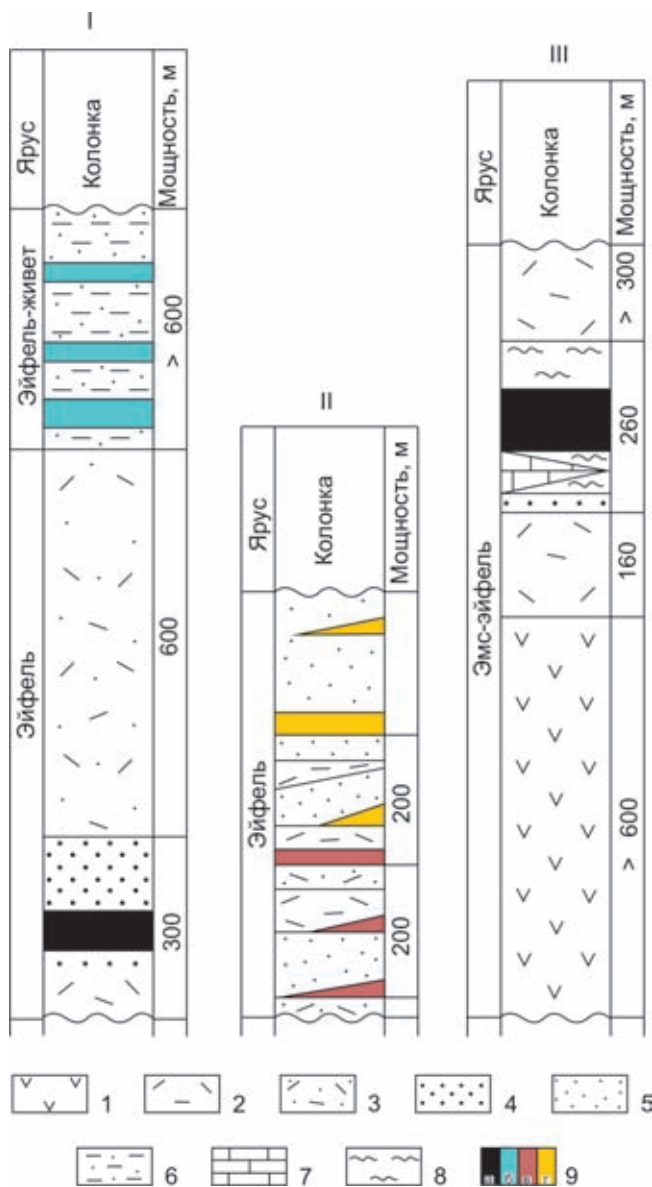 I
Ярус
Колонка
Мощность, м
Эйфель-живет
> 600
Эйфель
600
300
II
Ярус
Колонка
Мощность, м
Эйфель
200
200
III
Ярус
Колонка
Мощность, м
Эмс-эйфель
> 300
260
160
> 600
1
2
3
4
5
6
7
8
9